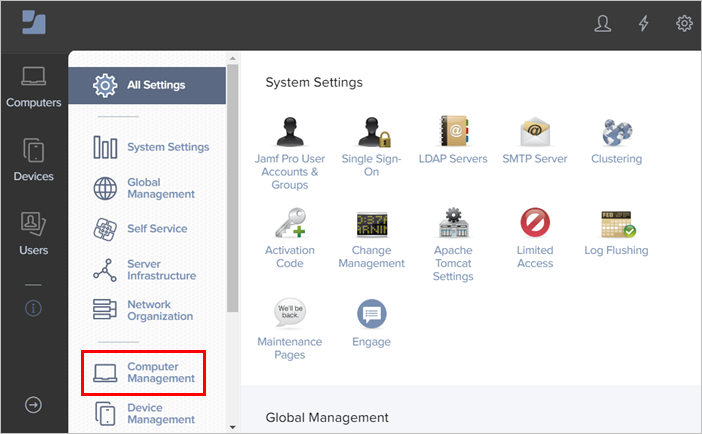 Computers
Devices
Users
All Settings
System Settings
Global
Management
Self Service
Server
Infrastructure
Network
Organization
Computer
Management
Device
Management
System Settings
Jamf Pro User
Accounts &
Groups
Single Sign-
On
LDAP Servers
SMTP Server
Clustering
Activation
Code
Change
Management
Apache
Tomcat
Settings
Limited
Access
FEB
Log Flushing
We'll be
back.
Maintenance
Pages
Engage
Global Management